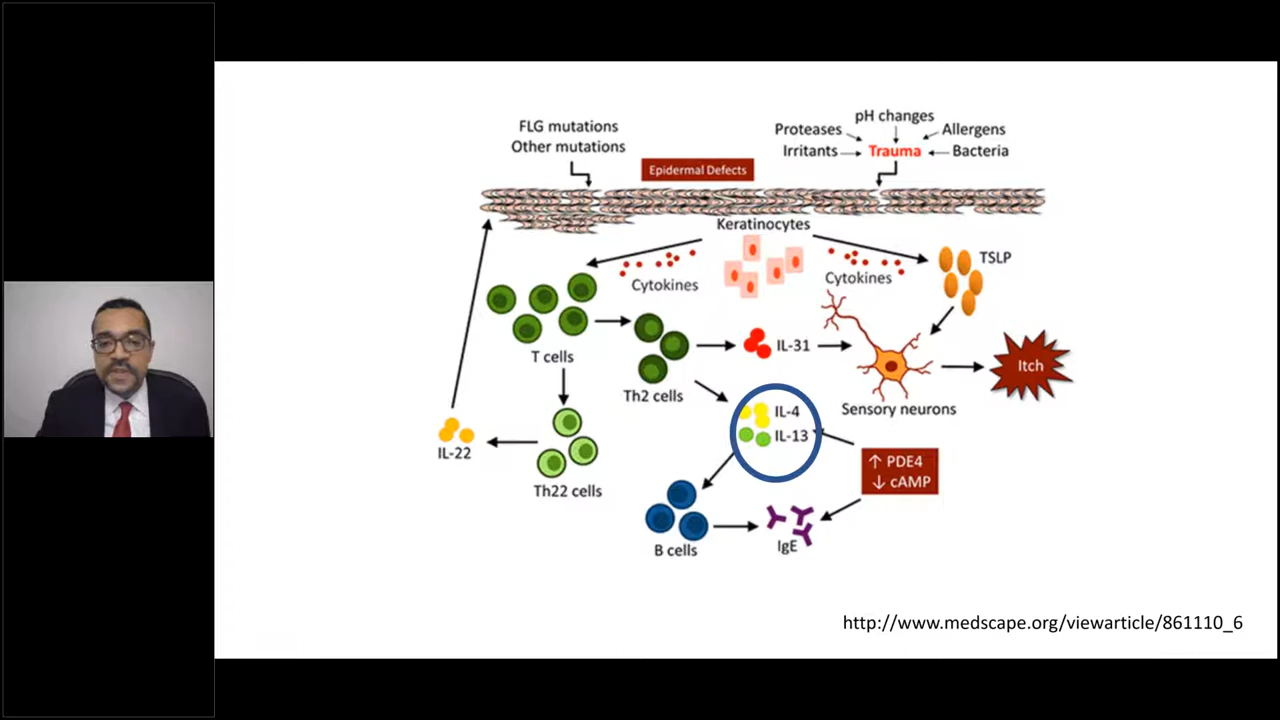 FLG mutations
Other mutations
Epidermal Defects
pH changes
Proteases
Allergens
Irritants
Trauma
Bacteria
Keratinocytes
Cytokines
Cytokines
TSLP
T cells
Th2 cells
IL-31
Sensory neurons
Itch
IL-4
IL-13
IL-22
Th22 cells
↑ PDE4
↓ cAMP
B cells
IgE
http://www.medscape.org/viewarticle/861110_6